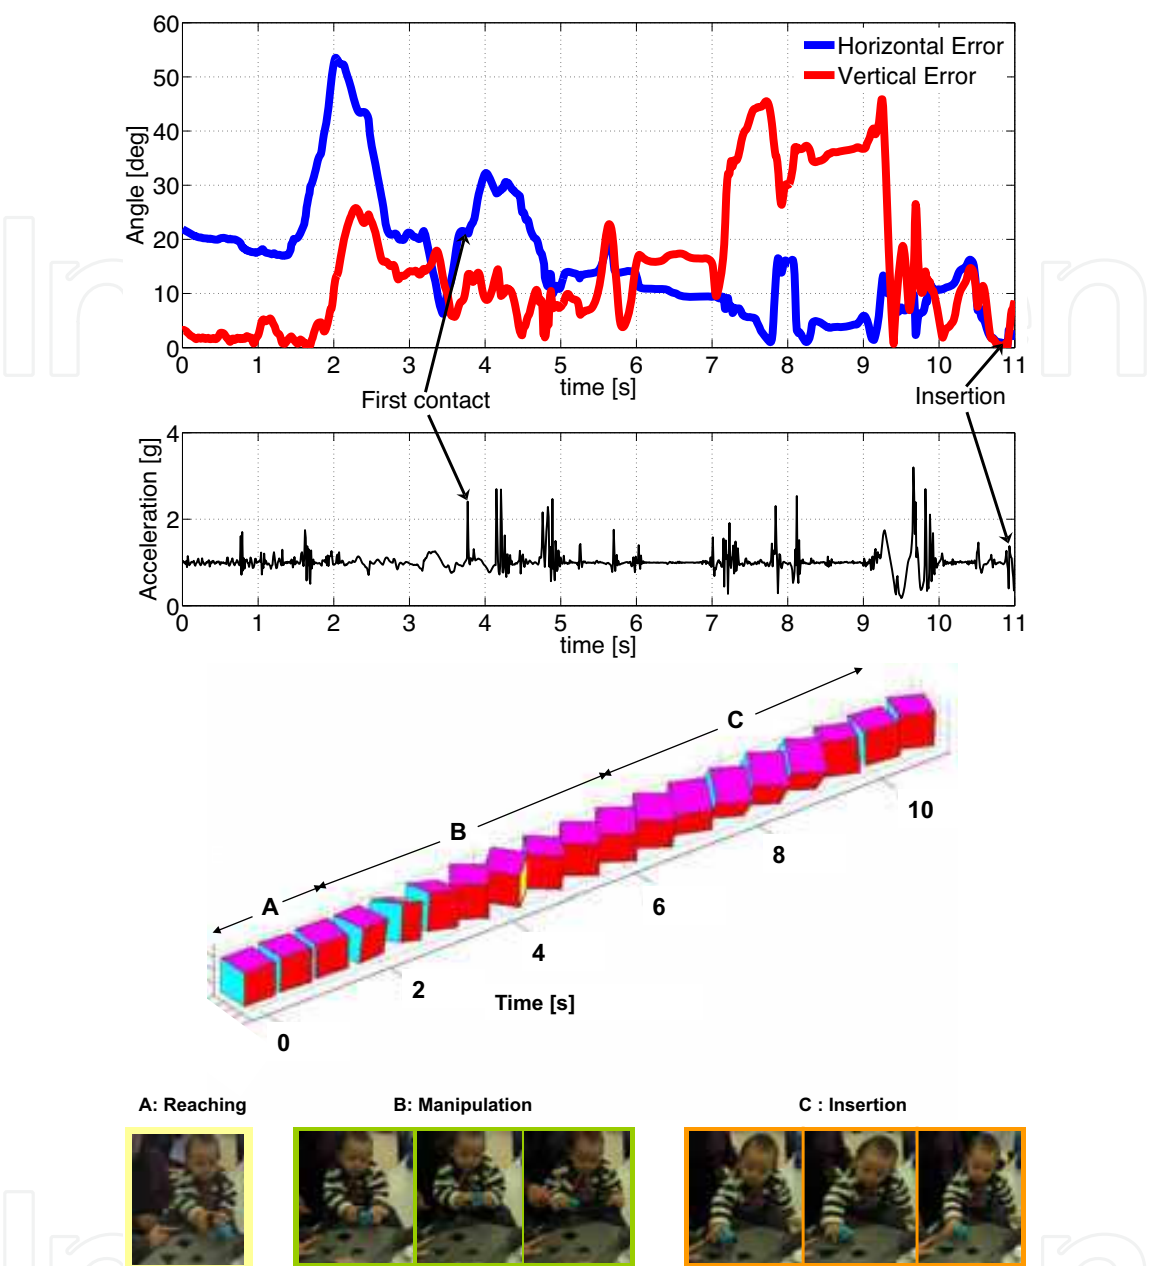 60
50
40
30
20
10
0
Angle [deg]
Horizontal Error
Vertical Error
0 1 2 3 4 5 6 7 8 9 10 11
time [s]
First contact
Insertion
4
2
0
Acceleration [g]
0 1 2 3 4 5 6 7 8 9 10 11
time [s]
C
B
A
10
8
6
4
2
0
Time [s]
A: Reaching
B: Manipulation
C : Insertion